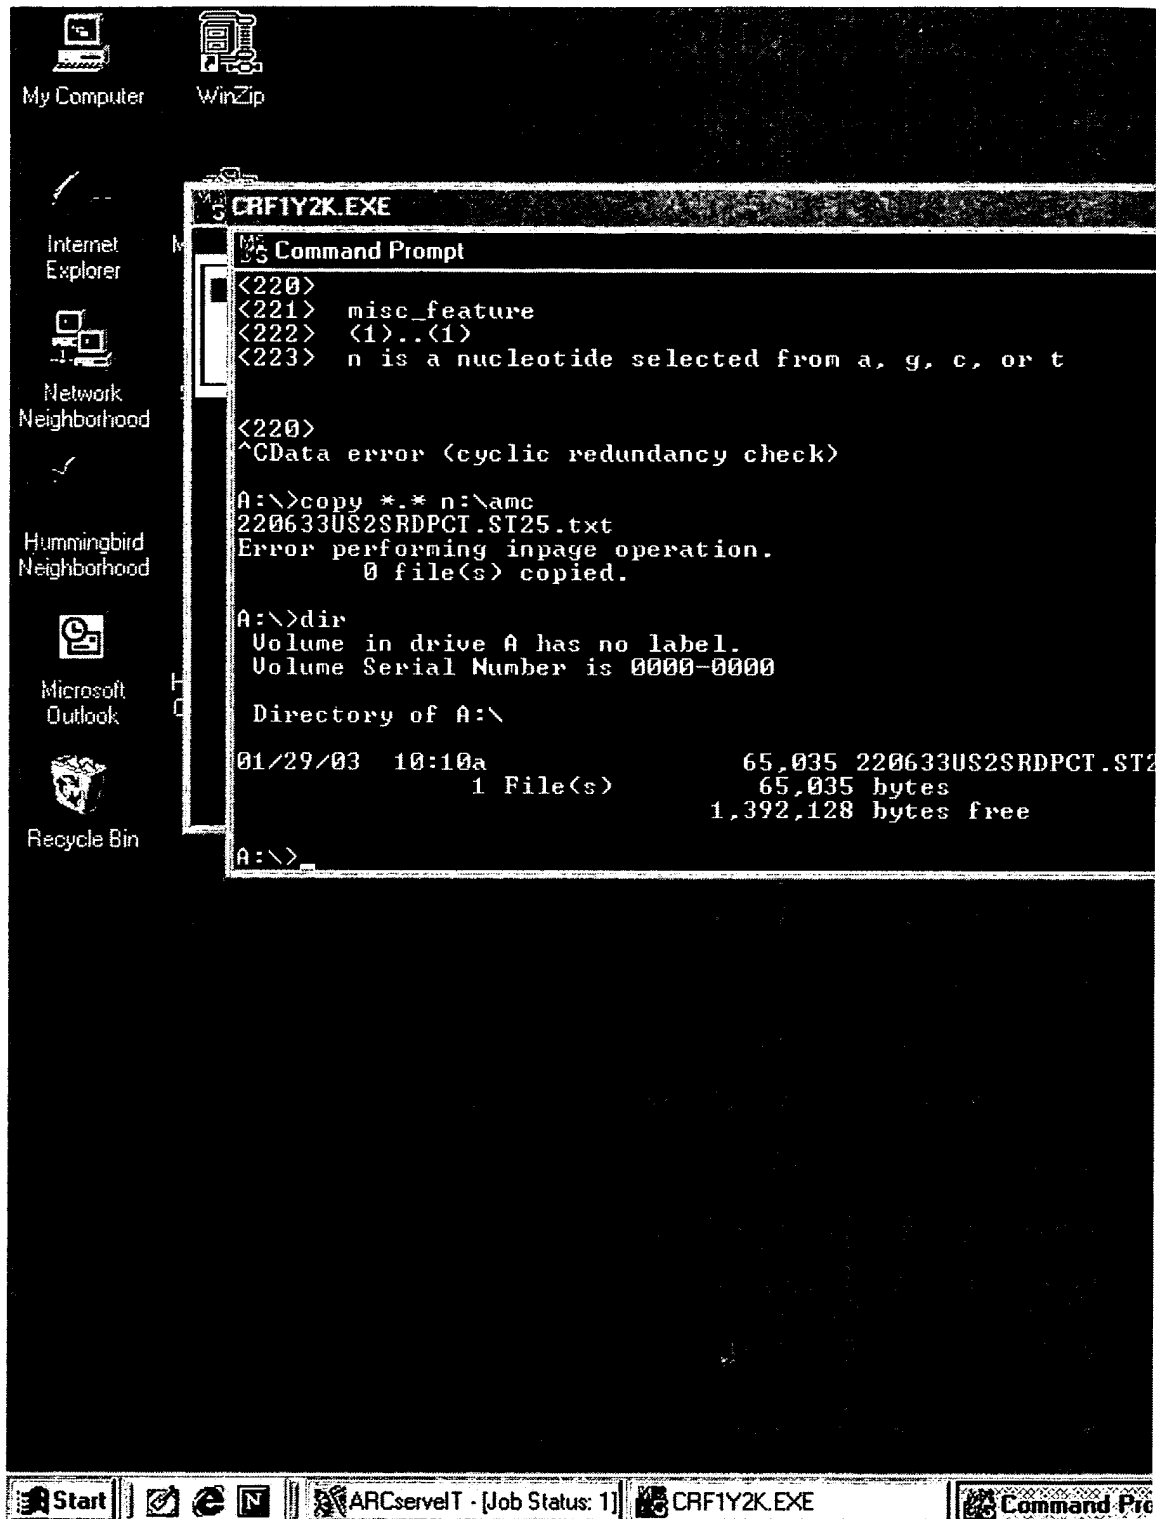 My Computer
WinZip
Internet
Explorer
Network
Neighborhood
Hummingbird
Neighborhood
Microsoft
Outlook
Recycle Bin
CRF1Y2K.EXE
Command Prompt
<220>
<221>  misc_feature
<222>  (1)..(1)
<223>  n is a nucleotide selected from a, g, c, or t
<220>
^CData error (cyclic redundancy check)
A:\>copy *.* n:\amc
220633US2SRDPCT.ST25.txt
Error performing inpage operation.
0 file(s) copied.
A:\>dir
Volume in drive A has no label.
Volume Serial Number is 0000-0000
Directory of A:\
01/29/03  10:10a  65,035 220633US2SRDPCT.ST2
1 File(s)  65,035 bytes
1,392,128 bytes free
A:\>_
Start
ARCserveIT - [Job Status: 1]
CRF1Y2K.EXE
Command Pro